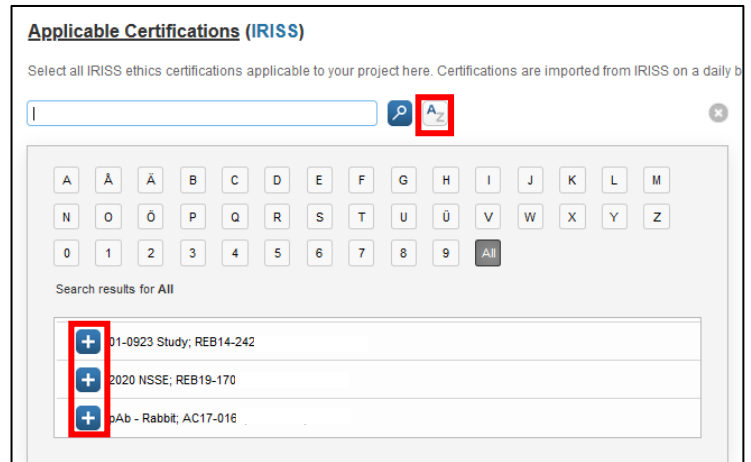 Applicable Certifications (IRISS)
Select all IRISS ethics certifications applicable to your project here. Certifications are imported from IRISS on a daily b
A Z
A Å Ä B C D E F G H I J K L M
N O Ö P Q R S T U Ü V W X Y Z
0 1 2 3 4 5 6 7 8 9 All
Search results for All
01-0923 Study; REB14-242
2020 NSSE; REB19-170
pAb - Rabbit; AC17-016